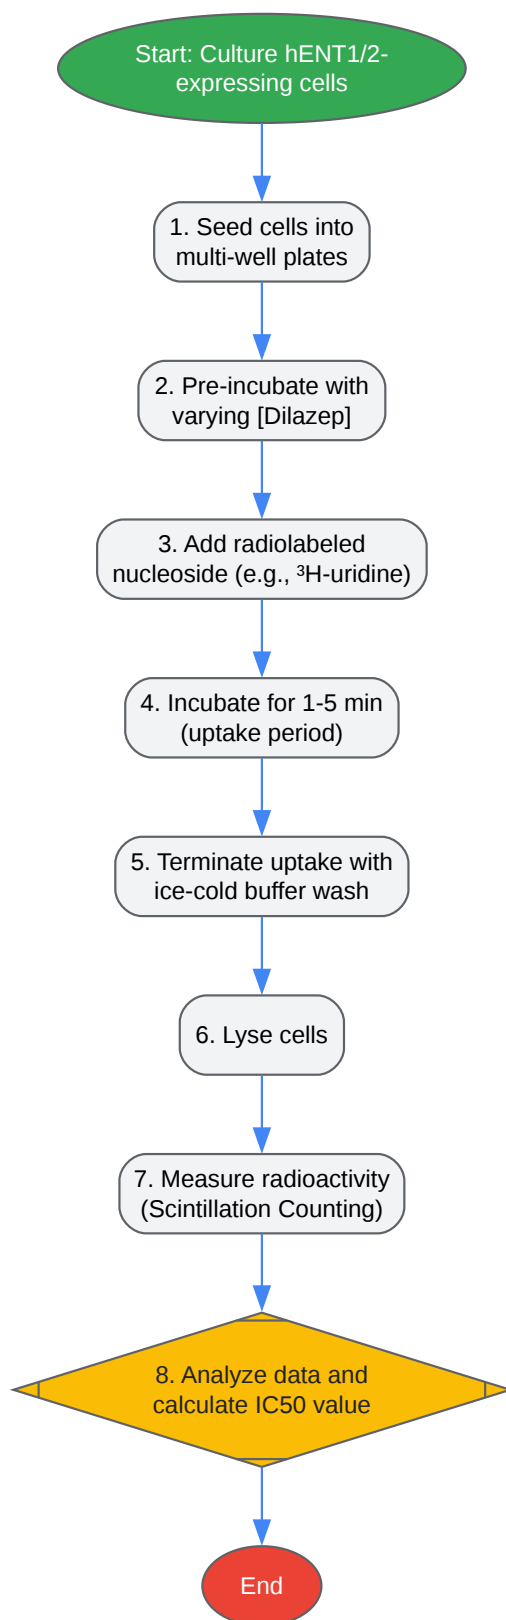 Start: Culture hENT1/2-
expressing cells
1. Seed cells into
multi-well plates
2. Pre-incubate with
varying [Dilazep]
3. Add radiolabeled
nucleoside (e.g., ³H-uridine)
4. Incubate for 1-5 min
(uptake period)
5. Terminate uptake with
ice-cold buffer wash
6. Lyse cells
7. Measure radioactivity
(Scintillation Counting)
8. Analyze data and
calculate IC50 value
End